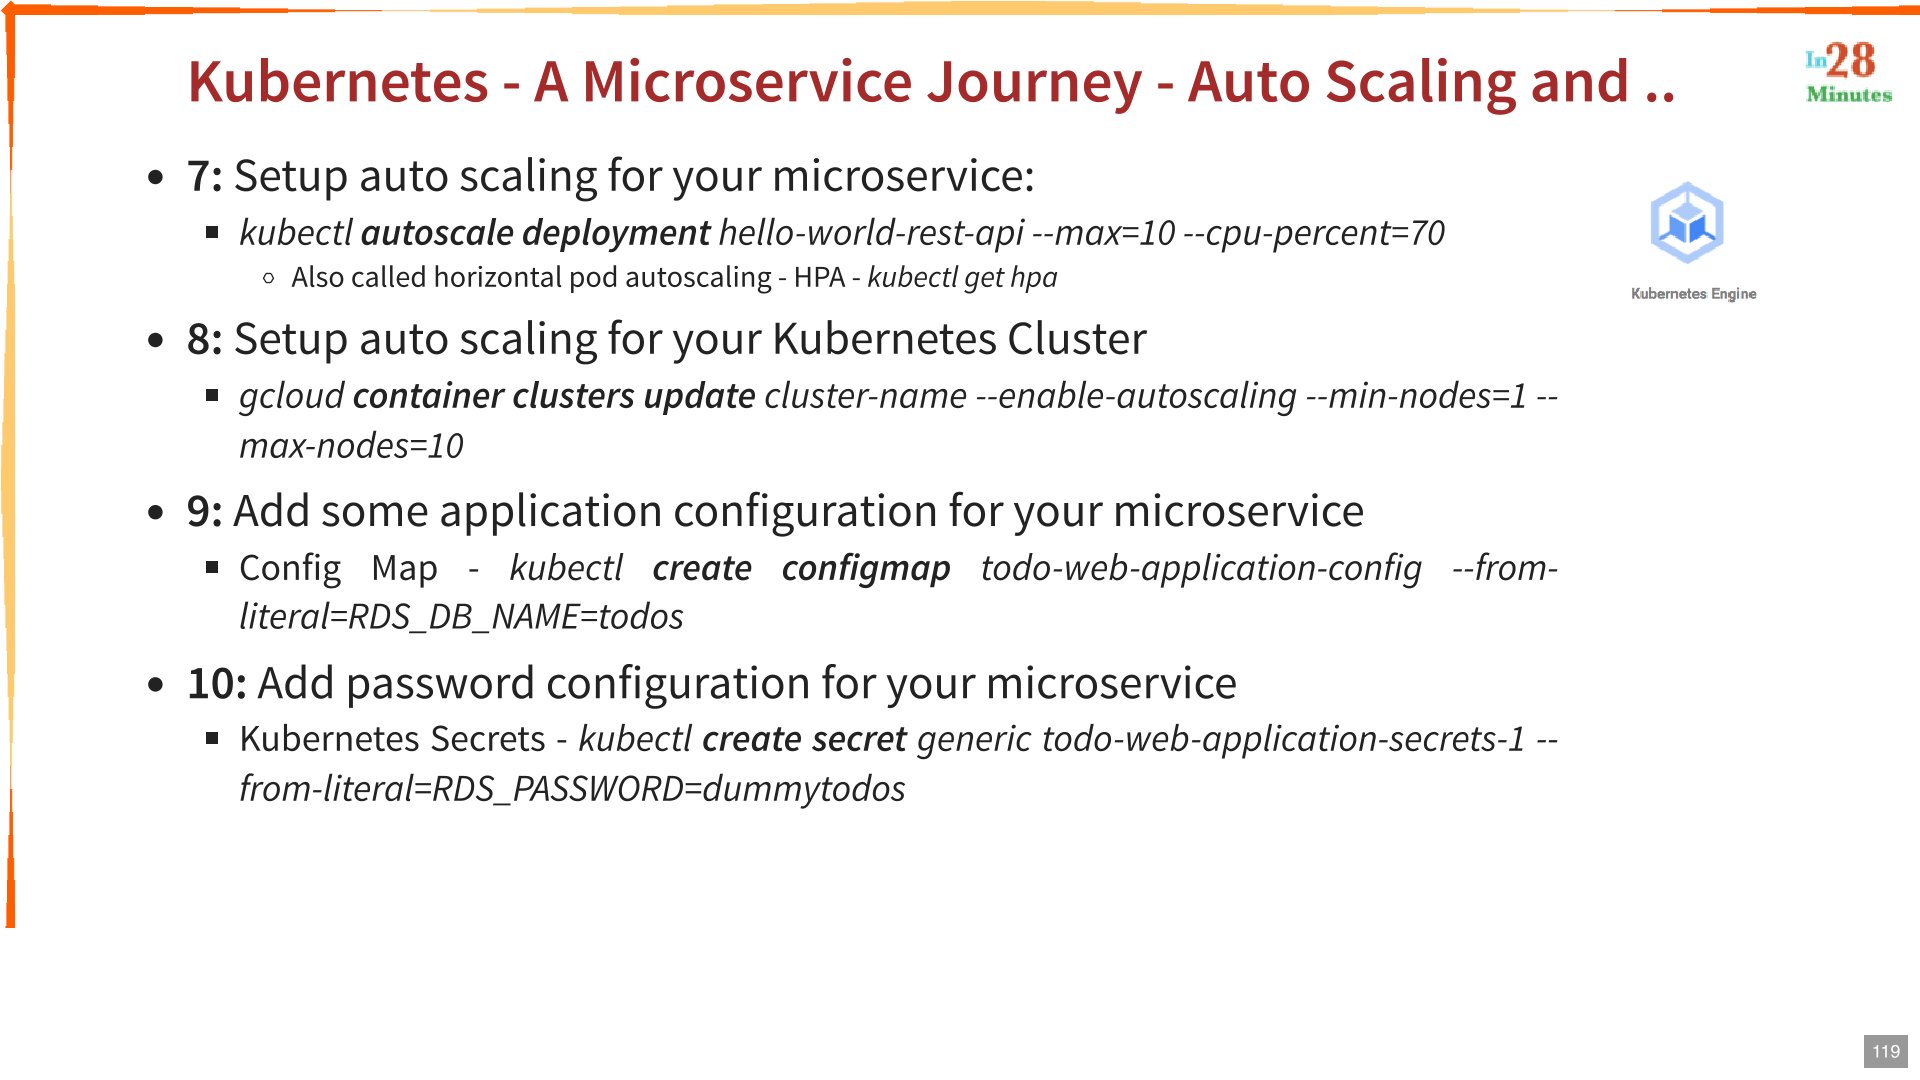 Kubernetes - A Microservice Journey - Auto Scaling and ..
In28
Minutes
7: Setup auto scaling for your microservice:
kubectl autoscale deployment hello-world-rest-api --max=10 --cpu-percent=70
Also called horizontal pod autoscaling - HPA - kubectl get hpa
Kubernetes Engine
8: Setup auto scaling for your Kubernetes Cluster
gcloud container clusters update cluster-name --enable-autoscaling --min-nodes=1 --
max-nodes=10
9: Add some application configuration for your microservice
Config Map - kubectl create configmap todo-web-application-config --from-
literal=RDS_DB_NAME=todos
10: Add password configuration for your microservice
Kubernetes Secrets - kubectl create secret generic todo-web-application-secrets-1 --
from-literal=RDS_PASSWORD=dummytodos
119